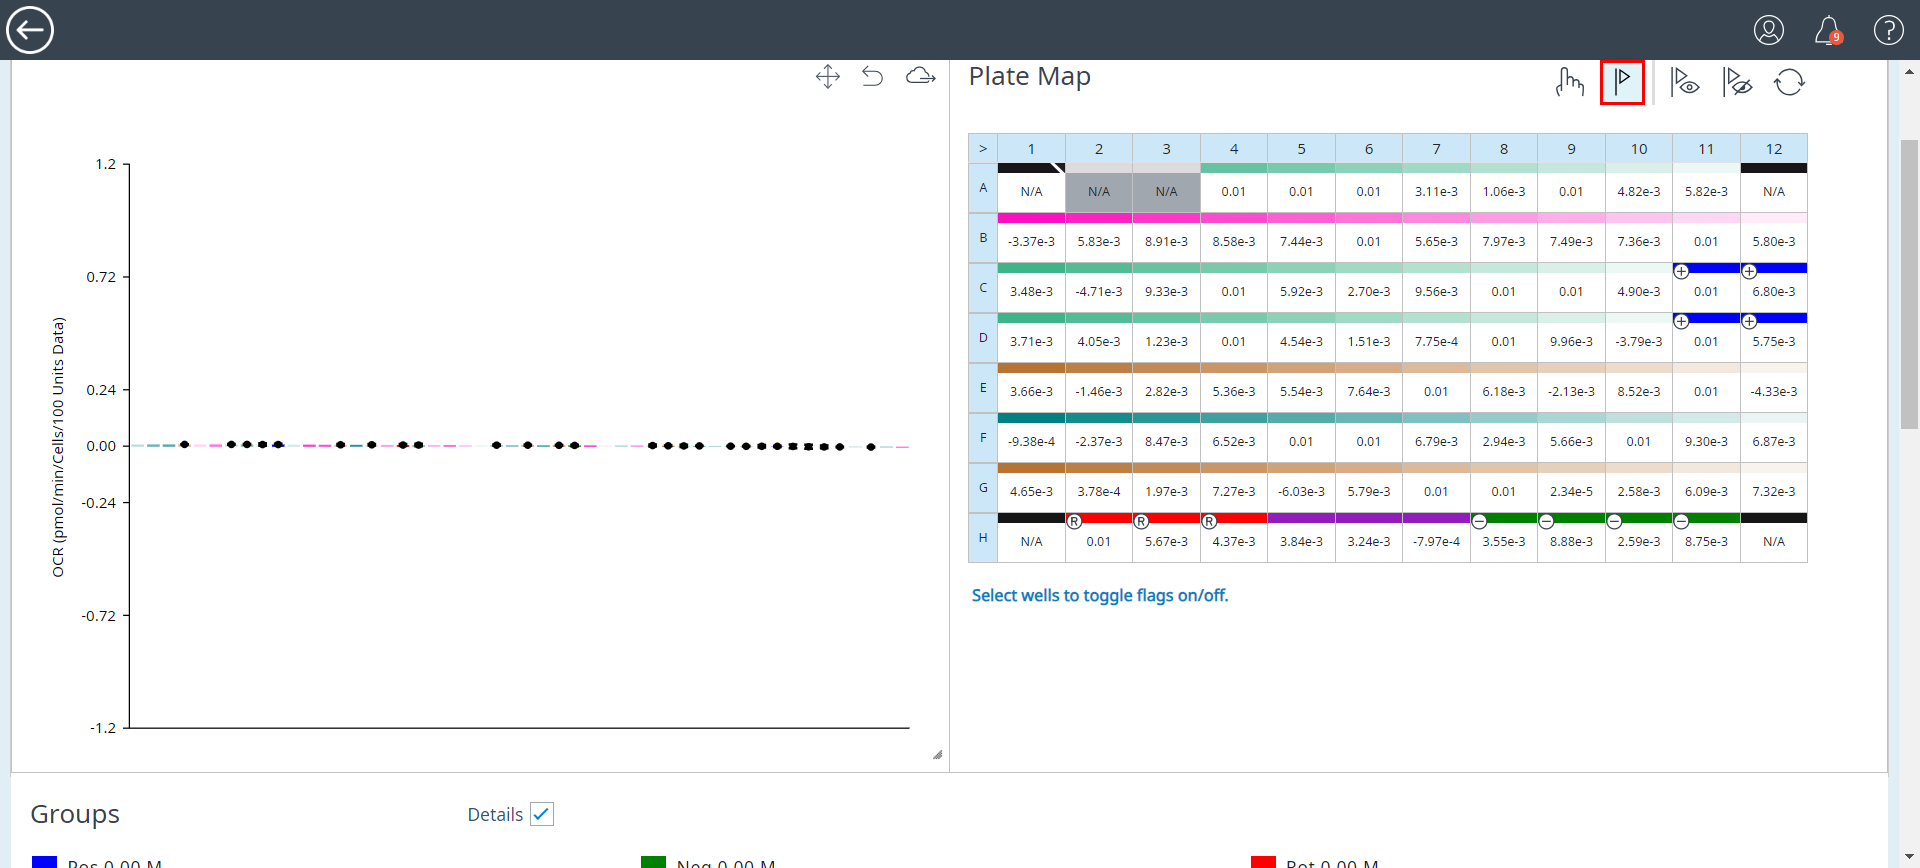 9
?
Plate Map
1.2
0.72
0.24
0.00
-0.24
-0.72
-1.2
OCR (pmol/min/Cells/100 Units Data)
> 1 2 3 4 5 6 7 8 9 10 11 12
A N/A N/A N/A 0.01 0.01 0.01 3.11e-3 1.06e-3 0.01 4.82e-3 5.82e-3 N/A
B -3.37e-3 5.83e-3 8.91e-3 8.58e-3 7.44e-3 0.01 5.65e-3 7.97e-3 7.49e-3 7.36e-3 0.01 5.80e-3
+ +
C 3.48e-3 -4.71e-3 9.33e-3 0.01 5.92e-3 2.70e-3 9.56e-3 0.01 0.01 4.90e-3 0.01 6.80e-3
+ +
D 3.71e-3 4.05e-3 1.23e-3 0.01 4.54e-3 1.51e-3 7.75e-4 0.01 9.96e-3 -3.79e-3 0.01 5.75e-3
E 3.66e-3 -1.46e-3 2.82e-3 5.36e-3 5.54e-3 7.64e-3 0.01 6.18e-3 -2.13e-3 8.52e-3 0.01 -4.33e-3
F -9.38e-4 -2.37e-3 8.47e-3 6.52e-3 0.01 0.01 6.79e-3 2.94e-3 5.66e-3 0.01 9.30e-3 6.87e-3
G 4.65e-3 3.78e-4 1.97e-3 7.27e-3 -6.03e-3 5.79e-3 0.01 0.01 2.34e-5 2.58e-3 6.09e-3 7.32e-3
R R R − − − −
H N/A 0.01 5.67e-3 4.37e-3 3.84e-3 3.24e-3 -7.97e-4 3.55e-3 8.88e-3 2.59e-3 8.75e-3 N/A
Select wells to toggle flags on/off.
Groups
Details
Pos 0.00 M
Neg 0.00 M
Rot 0.00 M